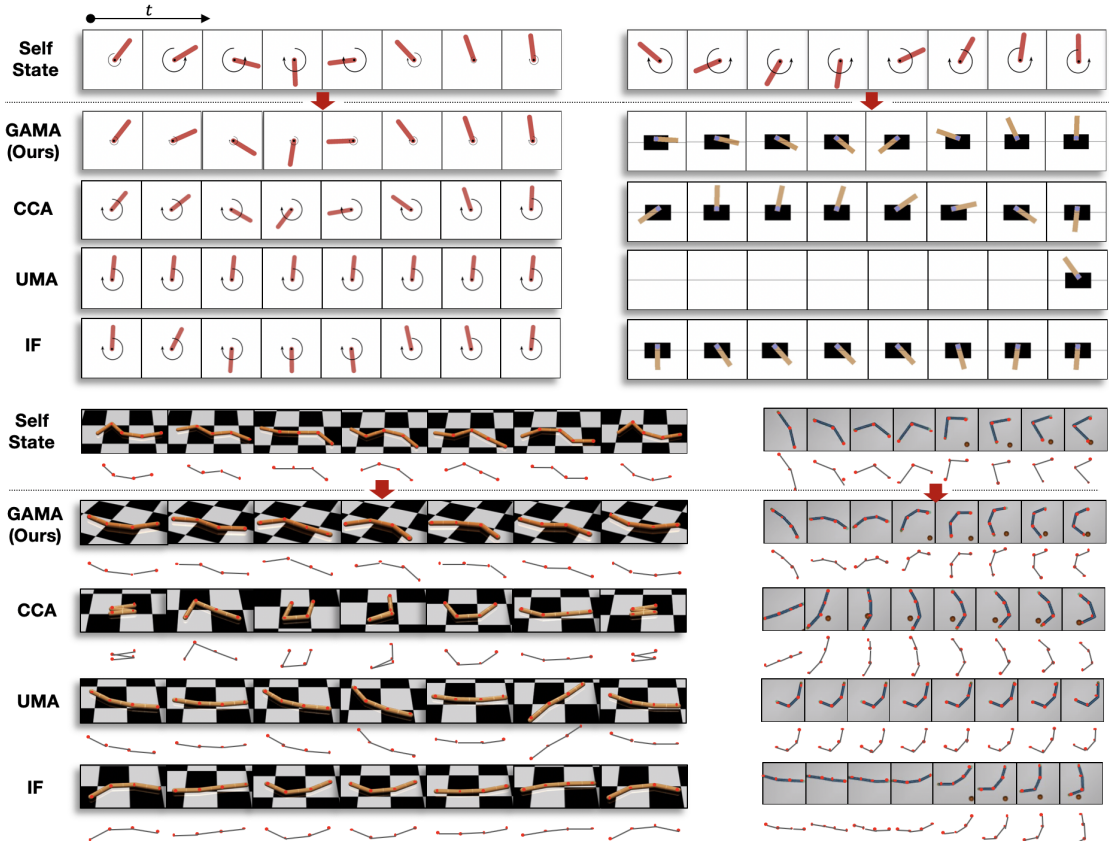 t
Self
State
GAMA
(Ours)
CCA
UMA
IF
Self
State
GAMA
(Ours)
CCA
UMA
IF